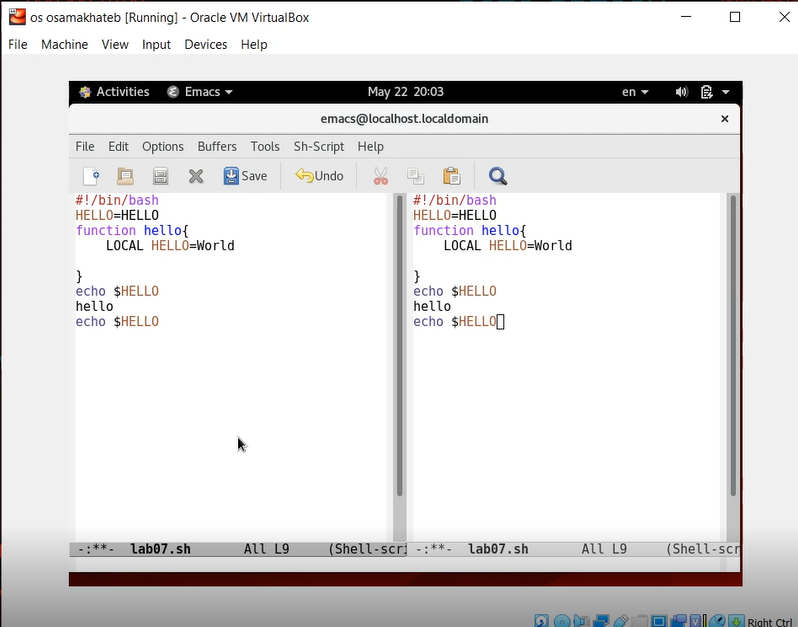 os osamakhateb [Running] - Oracle VM VirtualBox
File Machine View Input Devices Help
Activities Emacs May 22 20:03 en
emacs@localhost.localdomain
File Edit Options Buffers Tools Sh-Script Help
Save Undo
#!/bin/bash
HELLO=HELLO
function hello{
    LOCAL HELLO=World
}
echo $HELLO
hello
echo $HELLO
#!/bin/bash
HELLO=HELLO
function hello{
    LOCAL HELLO=World
}
echo $HELLO
hello
echo $HELLO
-:**- lab07.sh All L9 (Shell-scri
-:**- lab07.sh All L9 (Shell-scr
Right Ctrl